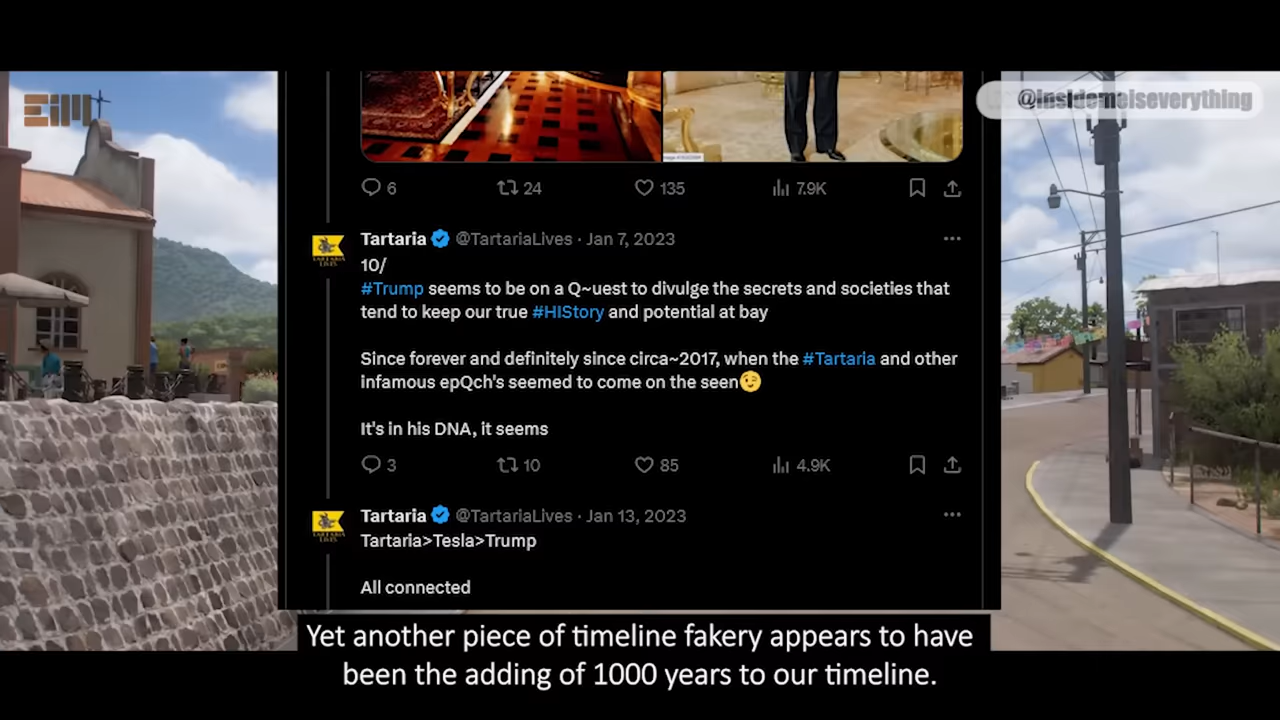 EIM
@insidemeiseverything
6 24 135 7.9K
Tartaria @TartariaLives · Jan 7, 2023
10/
#Trump seems to be on a Q~uest to divulge the secrets and societies that
tend to keep our true #HIStory and potential at bay
Since forever and definitely since circa~2017, when the #Tartaria and other
infamous epQch's seemed to come on the seen😉
It's in his DNA, it seems
3 10 85 4.9K
Tartaria @TartariaLives · Jan 13, 2023
Tartaria>Tesla>Trump
All connected
Yet another piece of timeline fakery appears to have
been the adding of 1000 years to our timeline.